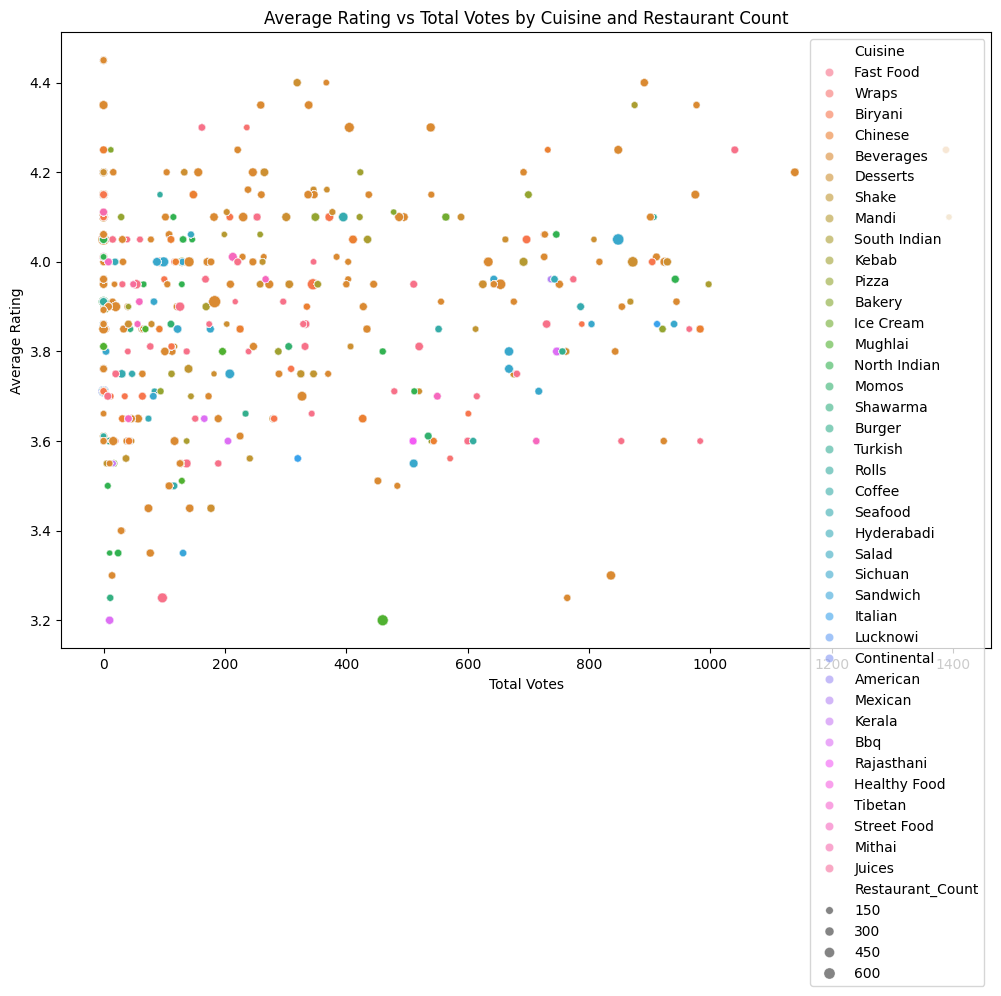 Average Rating vs Total Votes by Cuisine and Restaurant Count
Average Rating
4.4
4.2
4.0
3.8
3.6
3.4
3.2
0 200 400 600 800 1000 1200 1400
Total Votes
Cuisine
Fast Food
Wraps
Biryani
Chinese
Beverages
Desserts
Shake
Mandi
South Indian
Kebab
Pizza
Bakery
Ice Cream
Mughlai
North Indian
Momos
Shawarma
Burger
Turkish
Rolls
Coffee
Seafood
Hyderabadi
Salad
Sichuan
Sandwich
Italian
Lucknowi
Continental
American
Mexican
Kerala
Bbq
Rajasthani
Healthy Food
Tibetan
Street Food
Mithai
Juices
Restaurant_Count
150
300
450
600